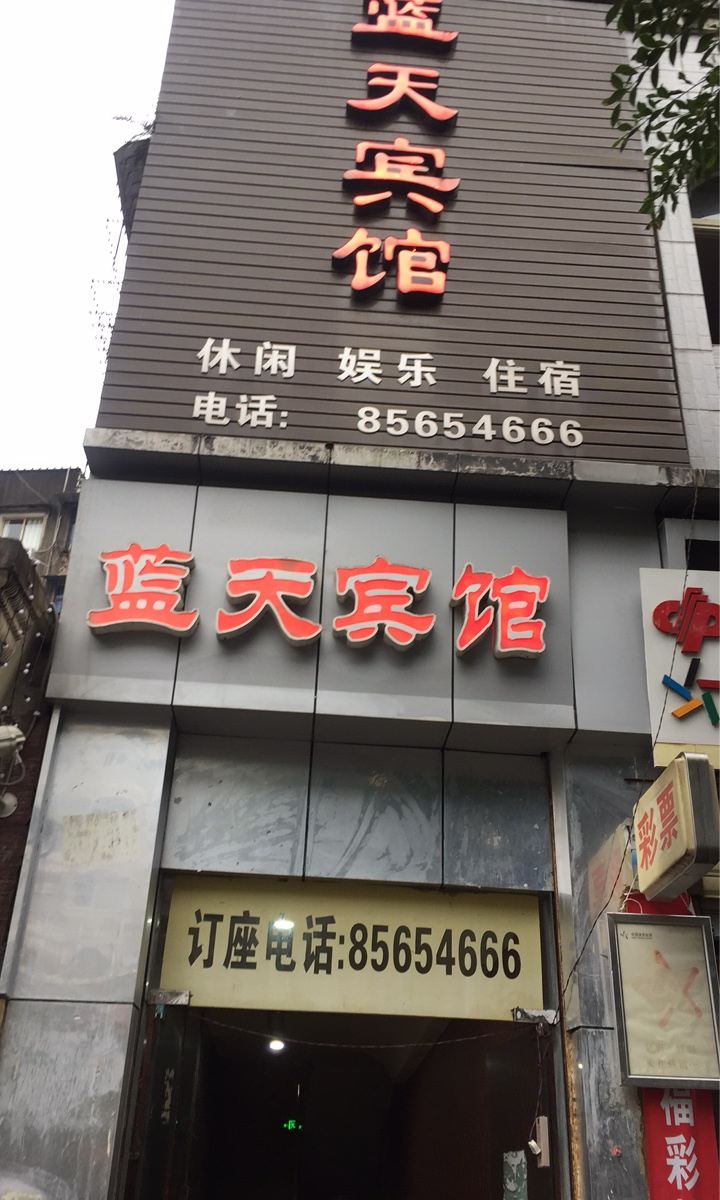 蓝天宾馆
休闲 娱乐 住宿
电话: 85654666
蓝天宾馆
订座电话:85654666
彩票
福彩